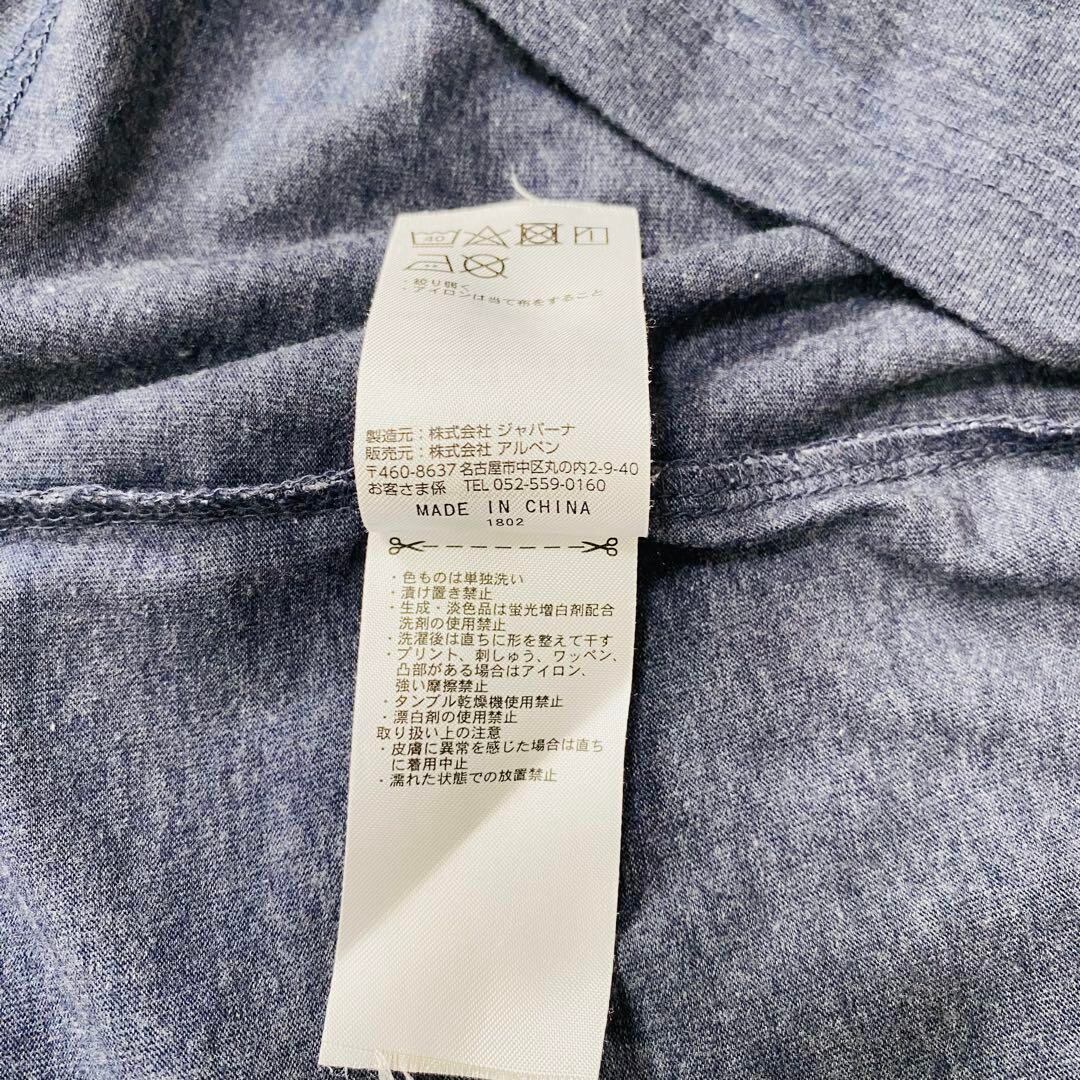 40
・絞り弱く
・アイロンは当て布をすること
製造元：株式会社 ジャパーナ
販売元：株式会社 アルペン
〒460-8637 名古屋市中区丸の内2-9-40
お客さま係 TEL 052-559-0160
MADE IN CHINA
1802
・色ものは単独洗い
・漬け置き禁止
・生成・淡色品は蛍光増白剤配合
洗剤の使用禁止
・洗濯後は直ちに形を整えて干す
・プリント、刺しゅう、ワッペン、
凸部がある場合はアイロン、
強い摩擦禁止
・タンブル乾燥機使用禁止
・漂白剤の使用禁止
取り扱い上の注意
・皮膚に異常を感じた場合は直ち
に着用中止
・濡れた状態での放置禁止